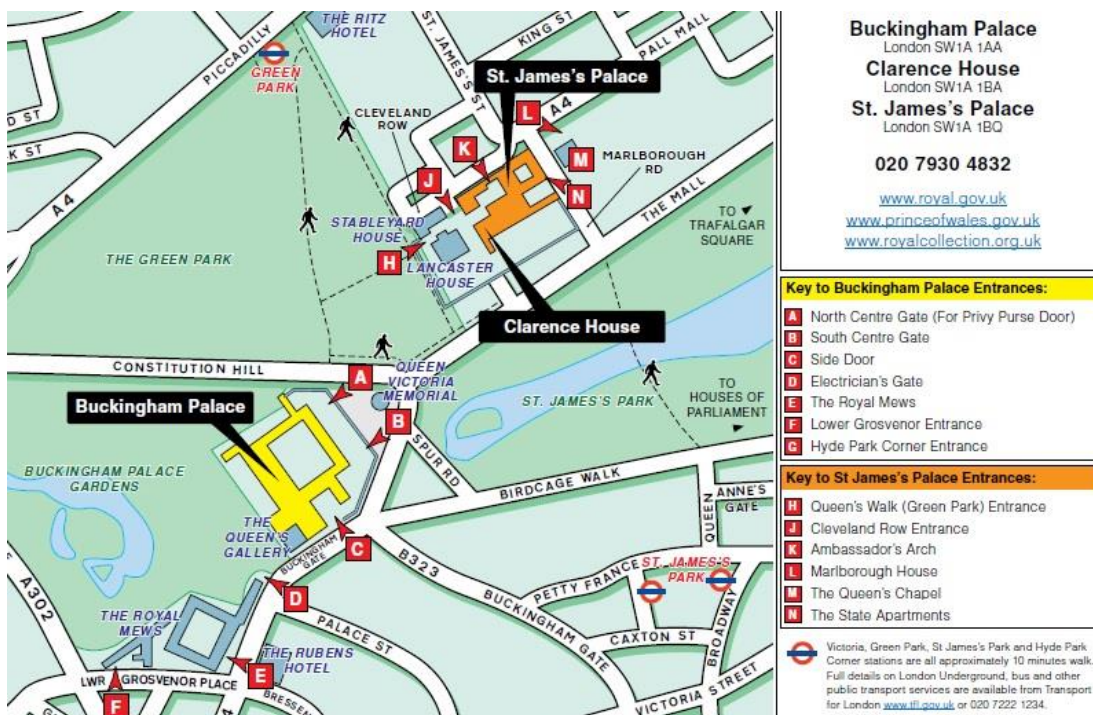 THE RITZ
HOTEL
PICCADILLY
ST. JAMES'S ST
KING ST
PALL MALL
GREEN
PARK
St. James's Palace
L
A4
CLEVELAND
ROW
K
M
MARLBOROUGH
RD
J
N
THE MALL
A4
STABLEYARD
HOUSE
TO
TRAFALGAR
SQUARE
H
LANCASTER
HOUSE
THE GREEN PARK
Clarence House
CONSTITUTION HILL
QUEEN
VICTORIA
MEMORIAL
A
Buckingham Palace
B
ST. JAMES'S PARK
TO
HOUSES OF
PARLIAMENT
SPUR RD
BUCKINGHAM PALACE
GARDENS
BIRDCAGE WALK
QUEEN
ANNE'S
GATE
THE
QUEEN'S
GALLERY
BUCKINGHAM
GATE
C
B323
ST. JAMES'S
PARK
PETTY FRANCE
A302
D
THE ROYAL
MEWS
PALACE ST
BUCKINGHAM GATE
CAXTON ST
BROADWAY
THE RUBENS
HOTEL
E
LWR GROSVENOR PLACE
F
VICTORIA STREET
Buckingham Palace
London SW1A 1AA
Clarence House
London SW1A 1BA
St. James's Palace
London SW1A 1BQ
020 7930 4832
www.royal.gov.uk
www.princeofwales.gov.uk
www.royalcollection.org.uk
Key to Buckingham Palace Entrances:
A North Centre Gate (For Privy Purse Door)
B South Centre Gate
C Side Door
D Electrician's Gate
E The Royal Mews
F Lower Grosvenor Entrance
G Hyde Park Corner Entrance
Key to St James's Palace Entrances:
H Queen's Walk (Green Park) Entrance
J Cleveland Row Entrance
K Ambassador's Arch
L Marlborough House
M The Queen's Chapel
N The State Apartments
Victoria, Green Park, St James's Park and Hyde Park
Corner stations are all approximately 10 minutes walk.
Full details on London Underground, bus and other
public transport services are available from Transport
for London www.tfl.gov.uk or 020 7222 1234.